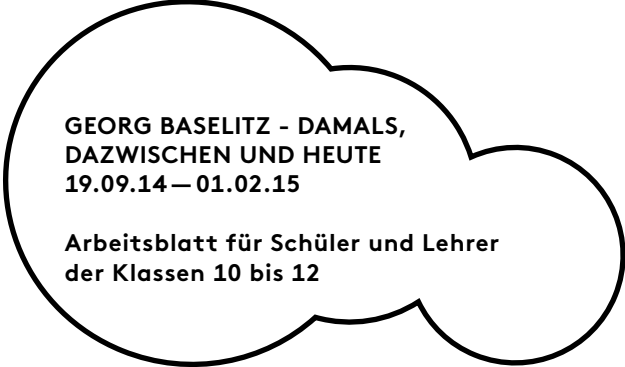 GEORG BASELITZ - DAMALS,
DAZWISCHEN UND HEUTE
19.09.14 — 01.02.15
Arbeitsblatt für Schüler und Lehrer
der Klassen 10 bis 12